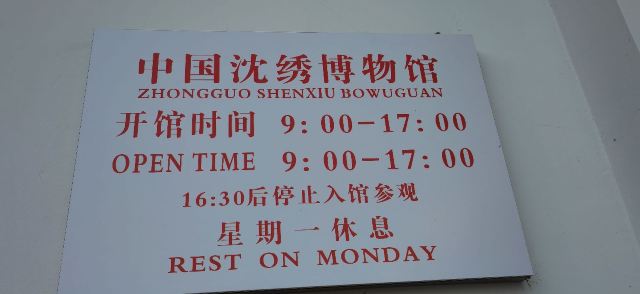 中国沈绣博物馆
ZHONGGUO SHENXIU BOWUGUAN
开馆时间 9:00-17:00
OPEN TIME 9:00-17:00
16:30后停止入馆参观
星期一休息
REST ON MONDAY